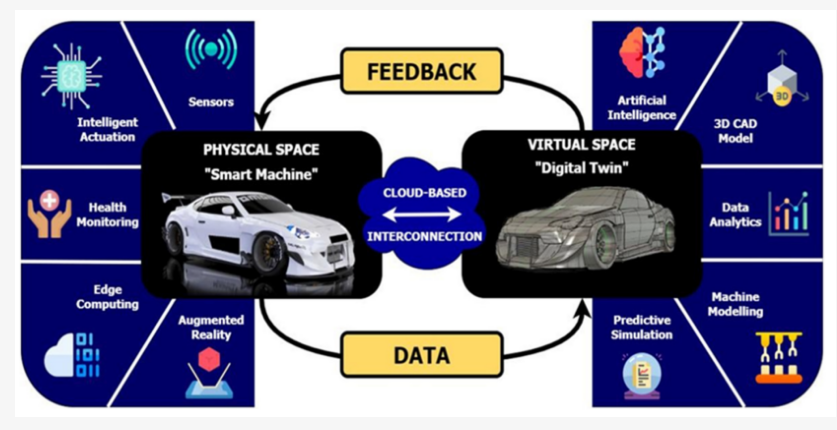 FEEDBACK
Intelligent
Actuation
Sensors
Health
Monitoring
Edge
Computing
Augmented
Reality
PHYSICAL SPACE
"Smart Machine"
CLOUD-BASED
INTERCONNECTION
VIRTUAL SPACE
"Digital Twin"
Artificial
Intelligence
3D CAD
Model
3D
Data
Analytics
Machine
Modelling
Predictive
Simulation
DATA